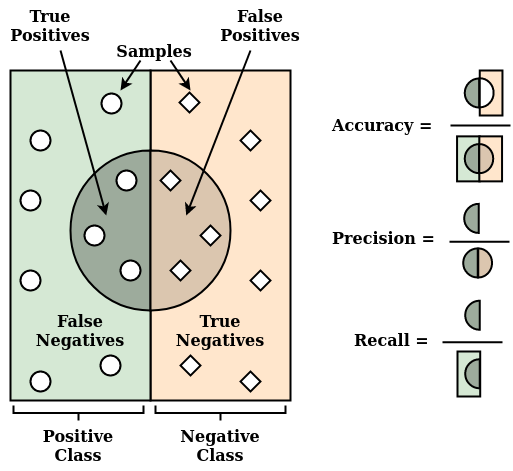 True
Positives
False
Positives
Samples
Accuracy =
Precision =
Recall =
False
Negatives
True
Negatives
Positive
Class
Negative
Class